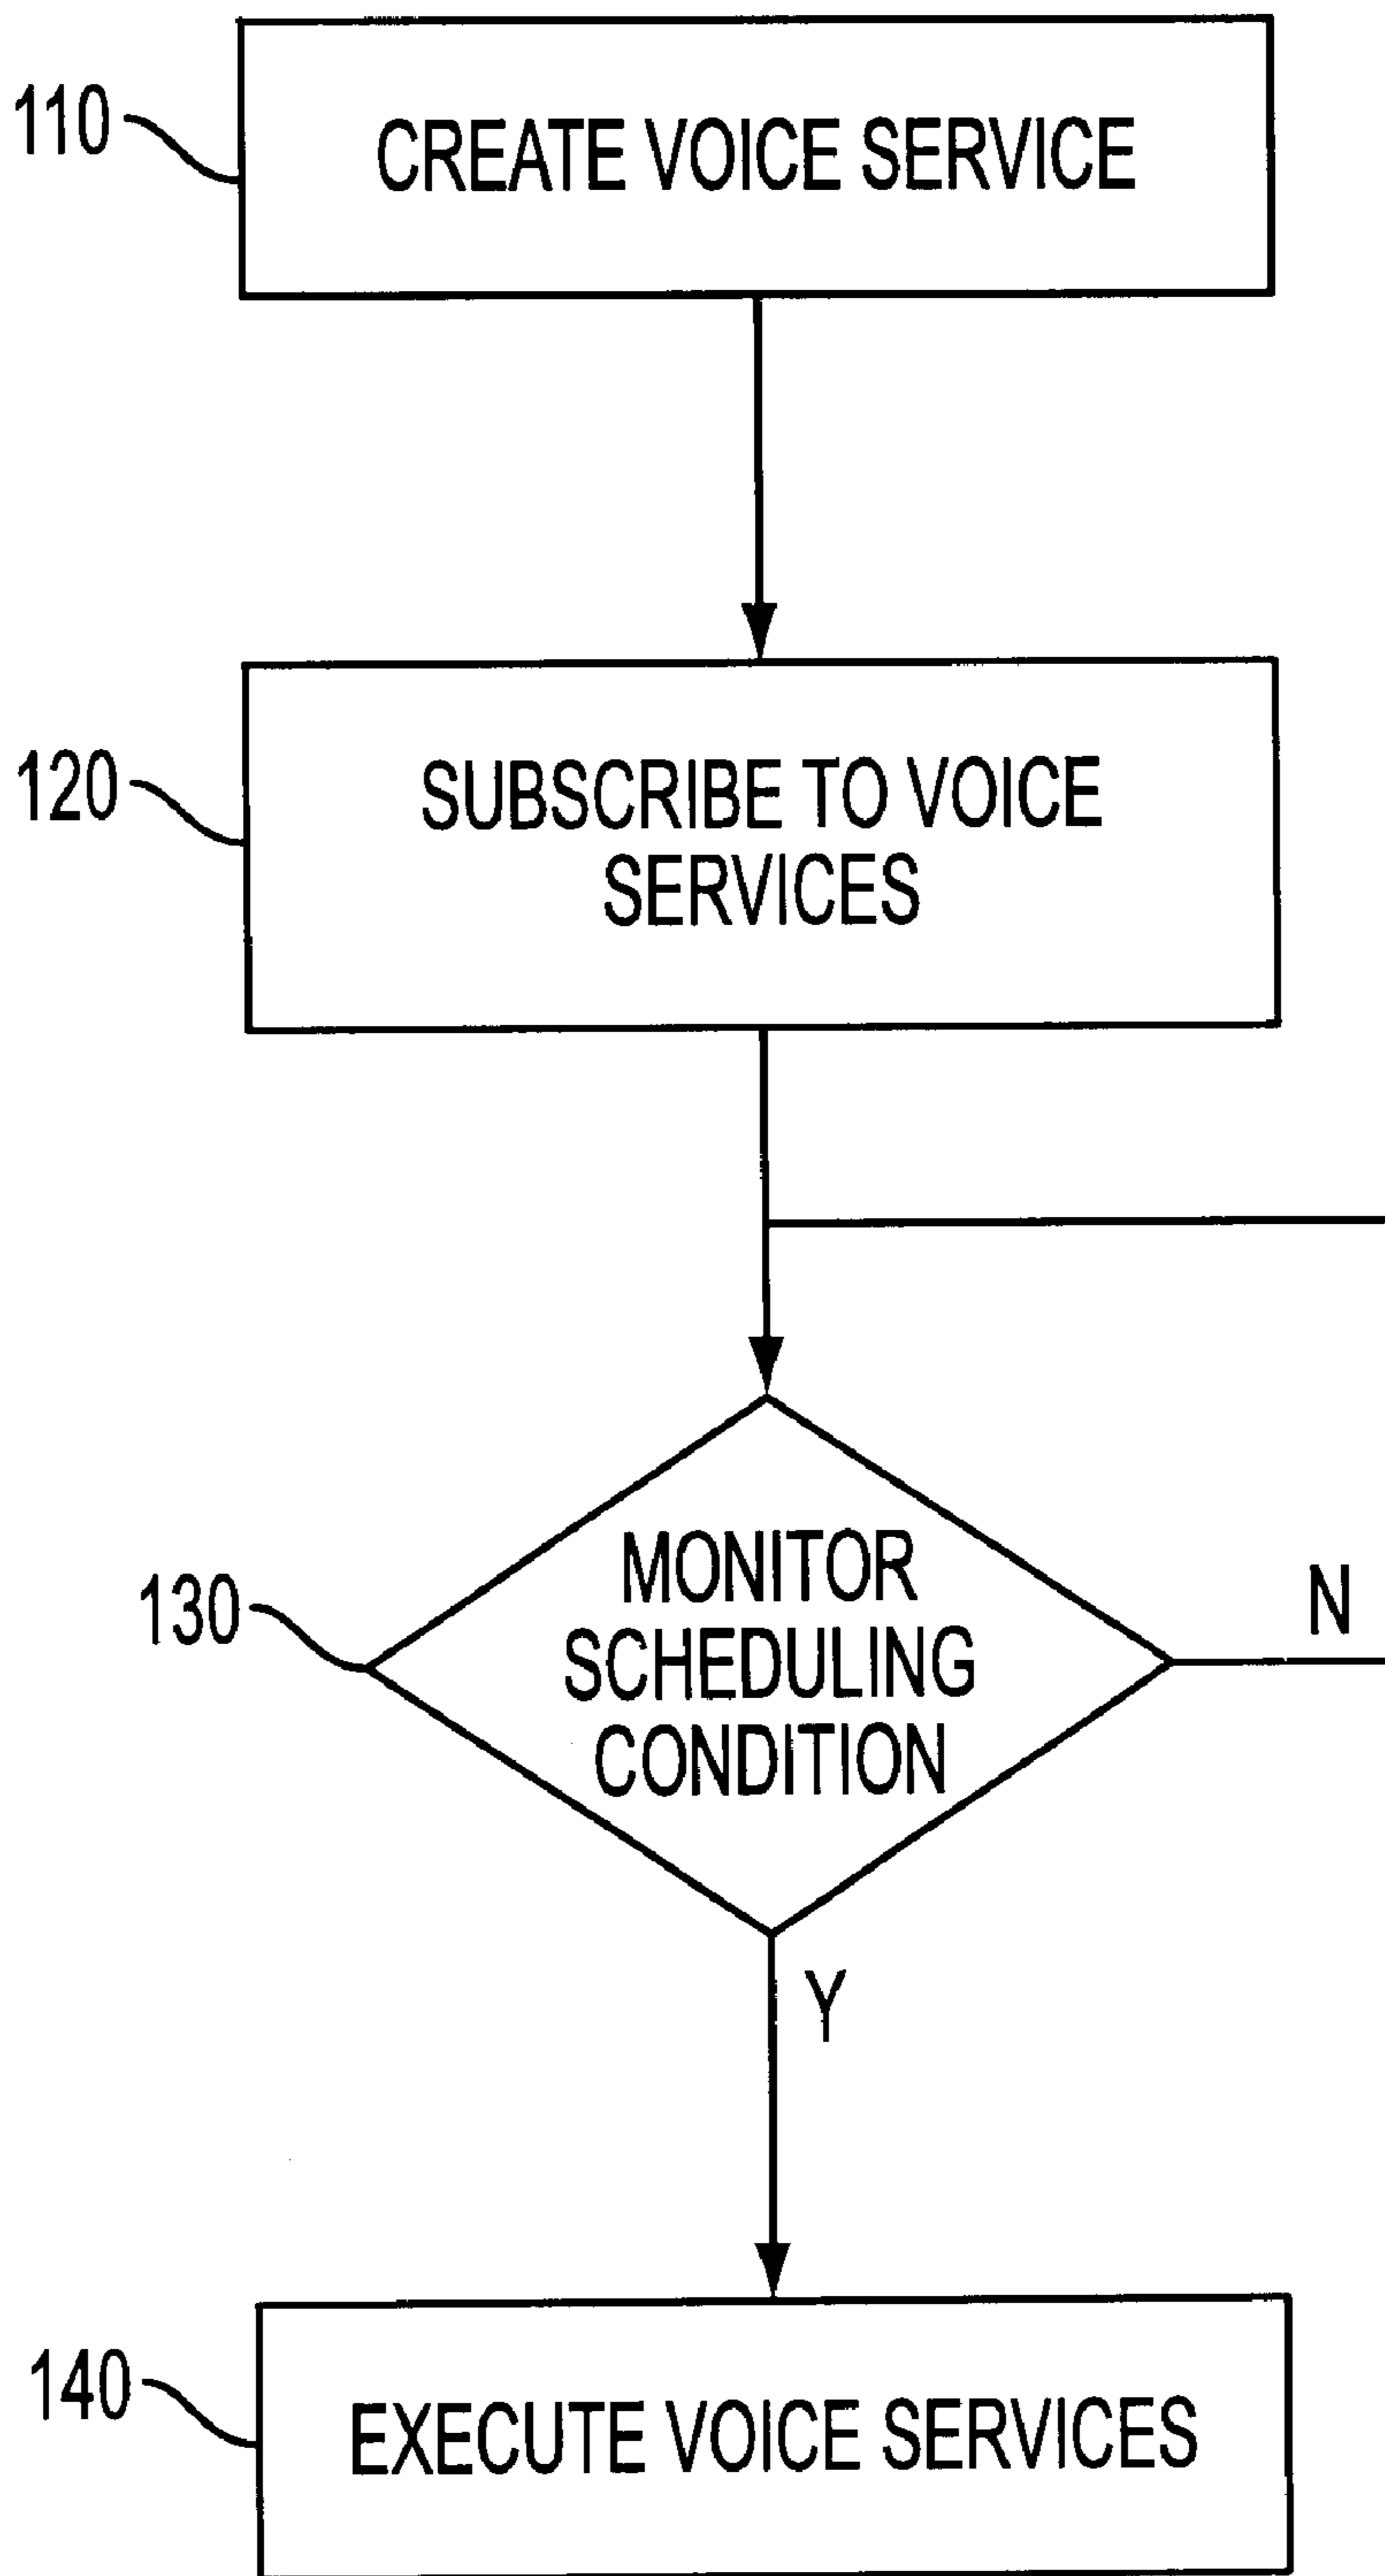 110
CREATE VOICE SERVICE
120
SUBSCRIBE TO VOICE
SERVICES
130
MONITOR
SCHEDULING
CONDITION
N
Y
140
EXECUTE VOICE SERVICES